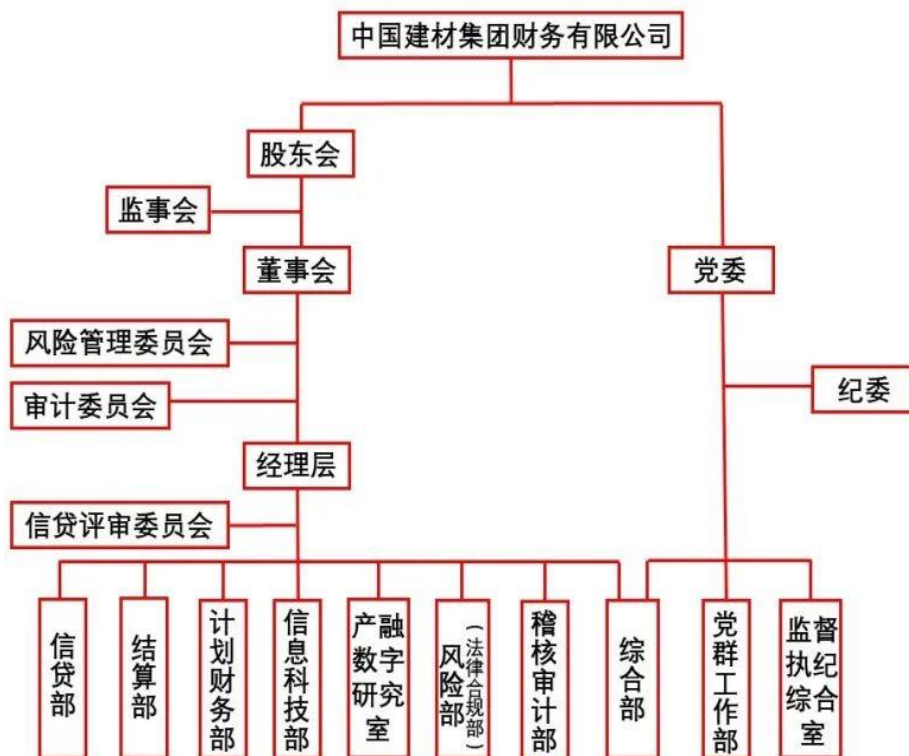 中国建材集团财务有限公司
股东会
监事会
董事会
党委
风险管理委员会
纪委
审计委员会
经理层
信贷评审委员会
信贷部
结算部
计划财务部
信息科技部
产融数字研究室
风险部(法律合规部)
稽核审计部
综合部
党群工作部
监督执纪综合室